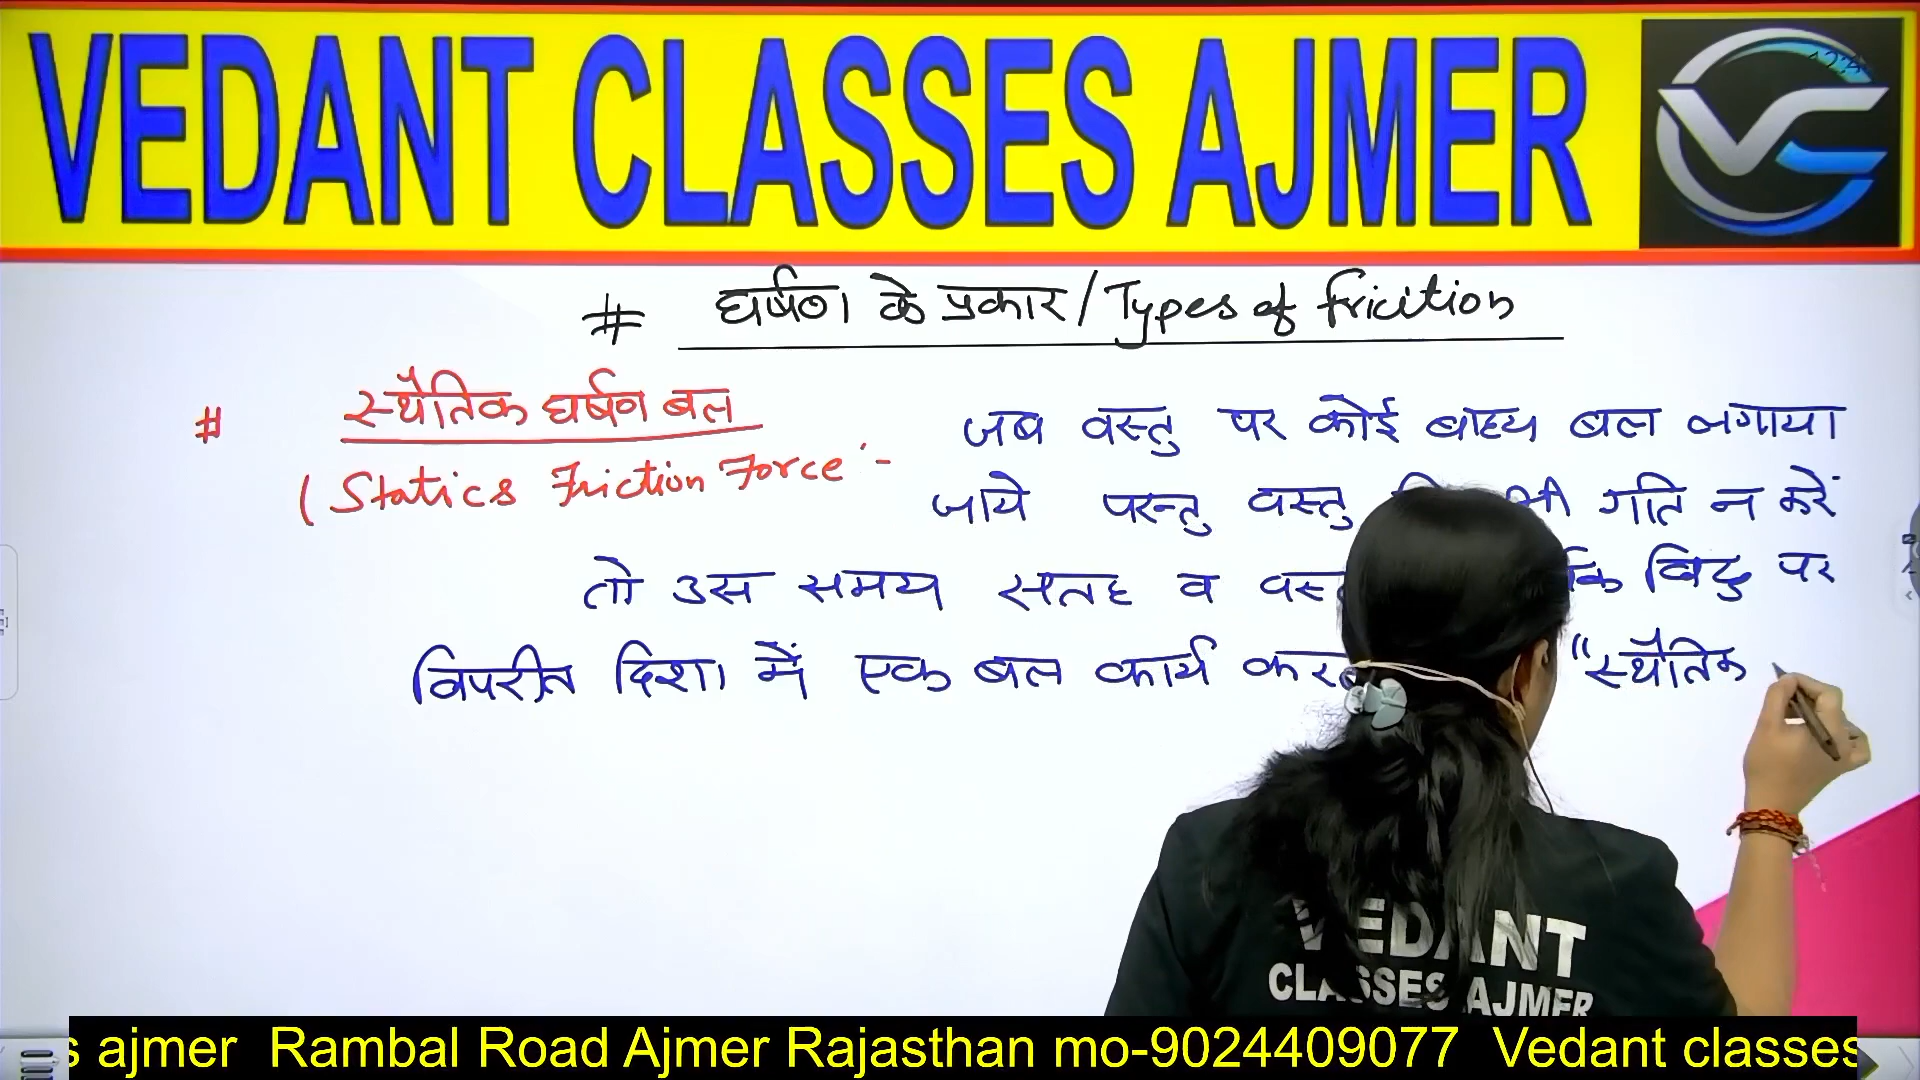 VEDANT CLASSES AJMER
# घर्षण के प्रकार / Types of Fricition
# स्थैतिक घर्षण बल
( Statics Friction Force :-
जब वस्तु पर कोई बाह्य बल लगाया
जाये परन्तु वस्तु गति न करें
तो उस समय सतह व बिंदु पर
विपरीत दिशा में एक बल कार्य "स्थैतिक
VEDANT
CLASSES AJMER
s ajmer Rambal Road Ajmer Rajasthan mo-9024409077 Vedant classes